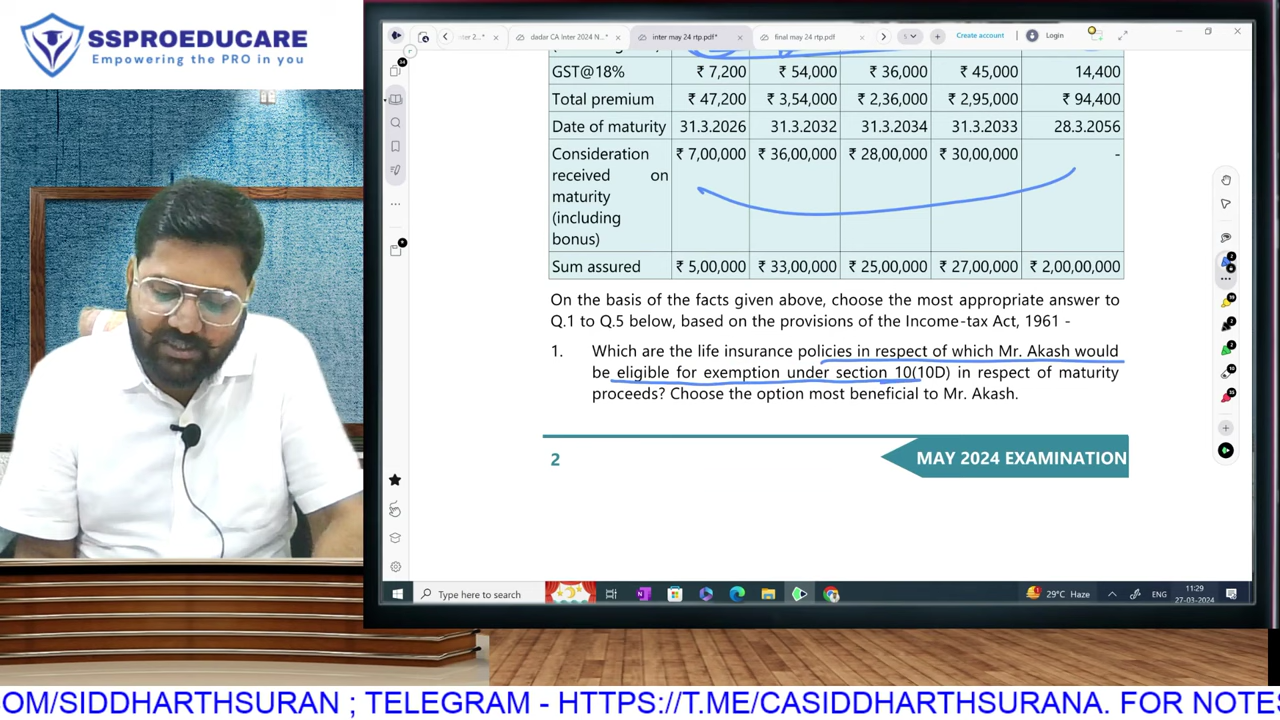 SSPROEDUCARE
Empowering the PRO in you
dadar CA Inter 2024 N...*
inter may 24 rtp.pdf*
final may 24 rtp.pdf
Create account
Login
GST@18% ₹ 7,200 ₹ 54,000 ₹ 36,000 ₹ 45,000 14,400
Total premium ₹ 47,200 ₹ 3,54,000 ₹ 2,36,000 ₹ 2,95,000 ₹ 94,400
Date of maturity 31.3.2026 31.3.2032 31.3.2034 31.3.2033 28.3.2056
Consideration ₹ 7,00,000 ₹ 36,00,000 ₹ 28,00,000 ₹ 30,00,000 -
received on
maturity
(including
bonus)
Sum assured ₹ 5,00,000 ₹ 33,00,000 ₹ 25,00,000 ₹ 27,00,000 ₹ 2,00,00,000
On the basis of the facts given above, choose the most appropriate answer to
Q.1 to Q.5 below, based on the provisions of the Income-tax Act, 1961 -
1. Which are the life insurance policies in respect of which Mr. Akash would
be eligible for exemption under section 10(10D) in respect of maturity
proceeds? Choose the option most beneficial to Mr. Akash.
2 MAY 2024 EXAMINATION
Type here to search
29°C Haze
ENG
11:29
27-03-2024
OM/SIDDHARTHSURAN ; TELEGRAM - HTTPS://T.ME/CASIDDHARTHSURANA. FOR NOTES